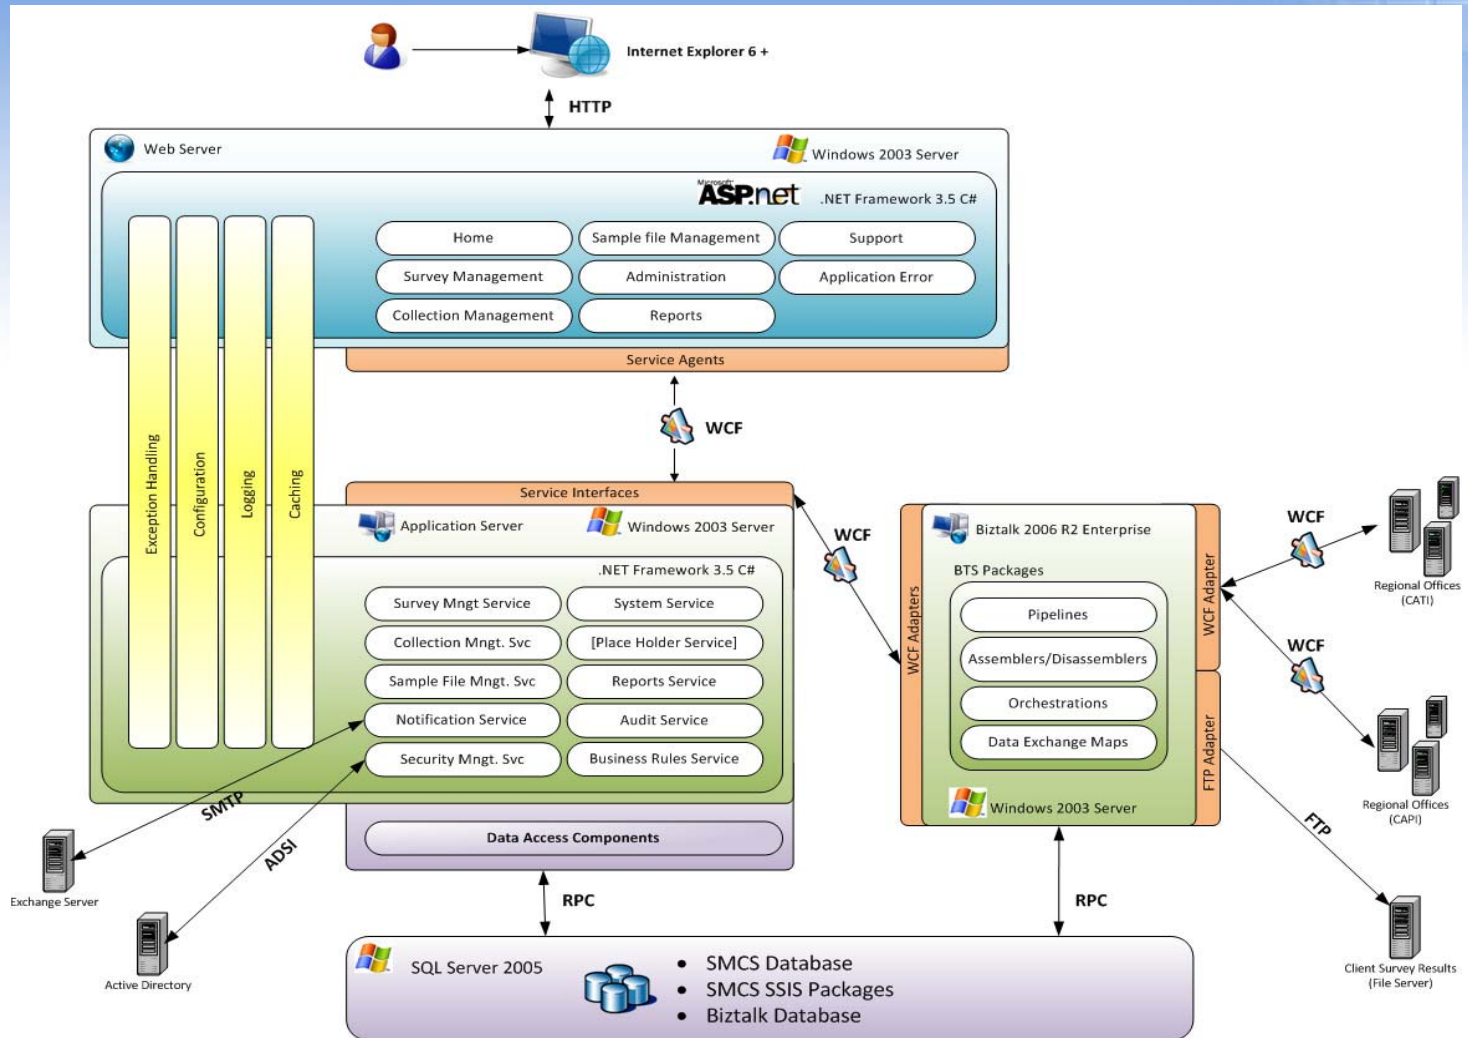 Internet Explorer 6 +
HTTP
Web Server
Windows 2003 Server
Microsoft
ASP.net
.NET Framework 3.5 C#
Home
Sample file Management
Support
Survey Management
Administration
Application Error
Collection Management
Reports
Service Agents
Exception Handling
Configuration
Logging
Caching
WCF
Service Interfaces
Application Server
Windows 2003 Server
.NET Framework 3.5 C#
Survey Mngt Service
System Service
Collection Mngt. Svc
[Place Holder Service]
Sample File Mngt. Svc
Reports Service
Notification Service
Audit Service
Security Mngt. Svc
Business Rules Service
Data Access Components
SMTP
ADSI
Exchange Server
Active Directory
WCF
WCF Adapters
Biztalk 2006 R2 Enterprise
BTS Packages
Pipelines
Assemblers/Disassemblers
Orchestrations
Data Exchange Maps
Windows 2003 Server
WCF Adapter
FTP Adapter
WCF
Regional Offices
(CATI)
WCF
Regional Offices
(CAPI)
FTP
Client Survey Results
(File Server)
RPC
RPC
SQL Server 2005
• SMCS Database
• SMCS SSIS Packages
• Biztalk Database